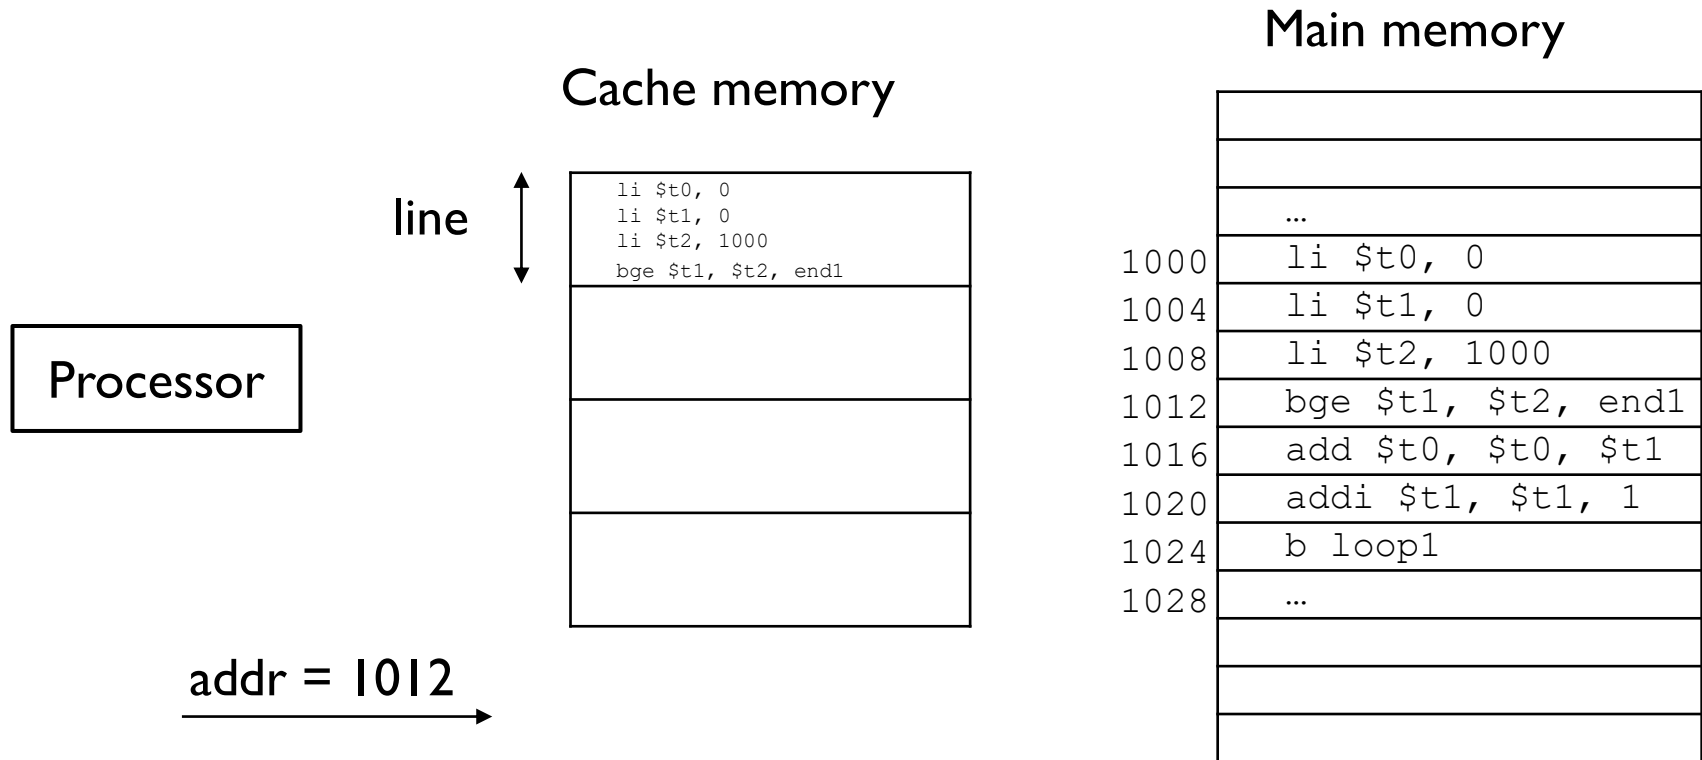 Main memory
Cache memory
line
li $t0, 0
li $t1, 0
li $t2, 1000
bge $t1, $t2, end1
Processor
addr = 1012
…
1000 li $t0, 0
1004 li $t1, 0
1008 li $t2, 1000
1012 bge $t1, $t2, end1
1016 add $t0, $t0, $t1
1020 addi $t1, $t1, 1
1024 b loop1
1028 …